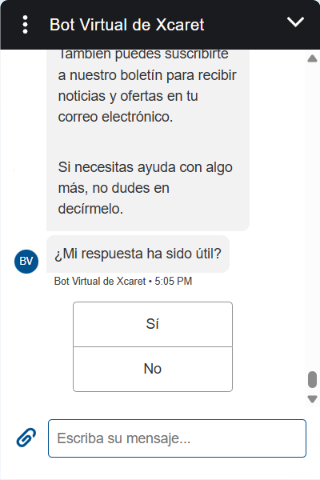 Bot Virtual de Xcaret
También puedes suscribirte
a nuestro boletín para recibir
noticias y ofertas en tu
correo electrónico.
Si necesitas ayuda con algo
más, no dudes en
decírmelo.
¿Mi respuesta ha sido útil?
BV
Bot Virtual de Xcaret • 5:05 PM
Sí
No
Escriba su mensaje...